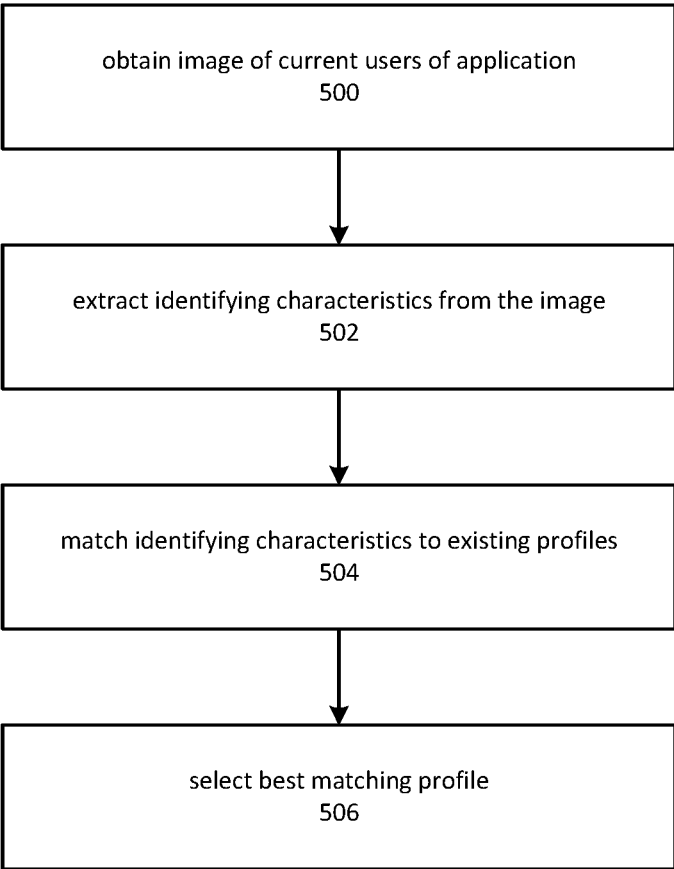 obtain image of current users of application
500
extract identifying characteristics from the image
502
match identifying characteristics to existing profiles
504
select best matching profile
506